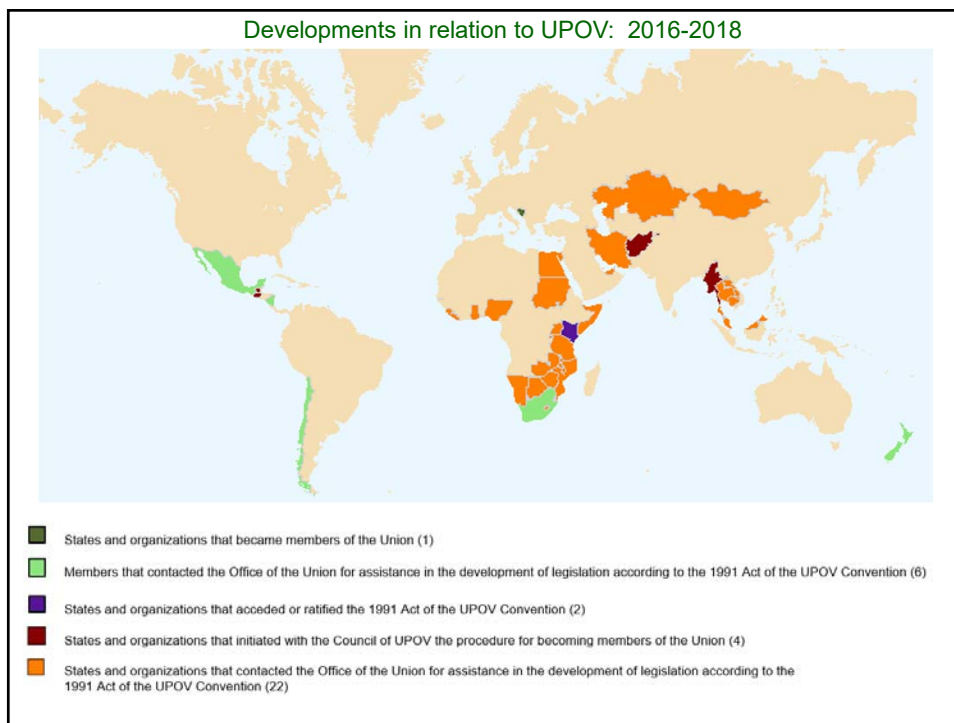 Developments in relation to UPOV: 2016-2018
States and organizations that became members of the Union (1)
Members that contacted the Office of the Union for assistance in the development of legislation according to the 1991 Act of the UPOV Convention (6)
States and organizations that acceded or ratified the 1991 Act of the UPOV Convention (2)
States and organizations that initiated with the Council of UPOV the procedure for becoming members of the Union (4)
States and organizations that contacted the Office of the Union for assistance in the development of legislation according to the
1991 Act of the UPOV Convention (22)